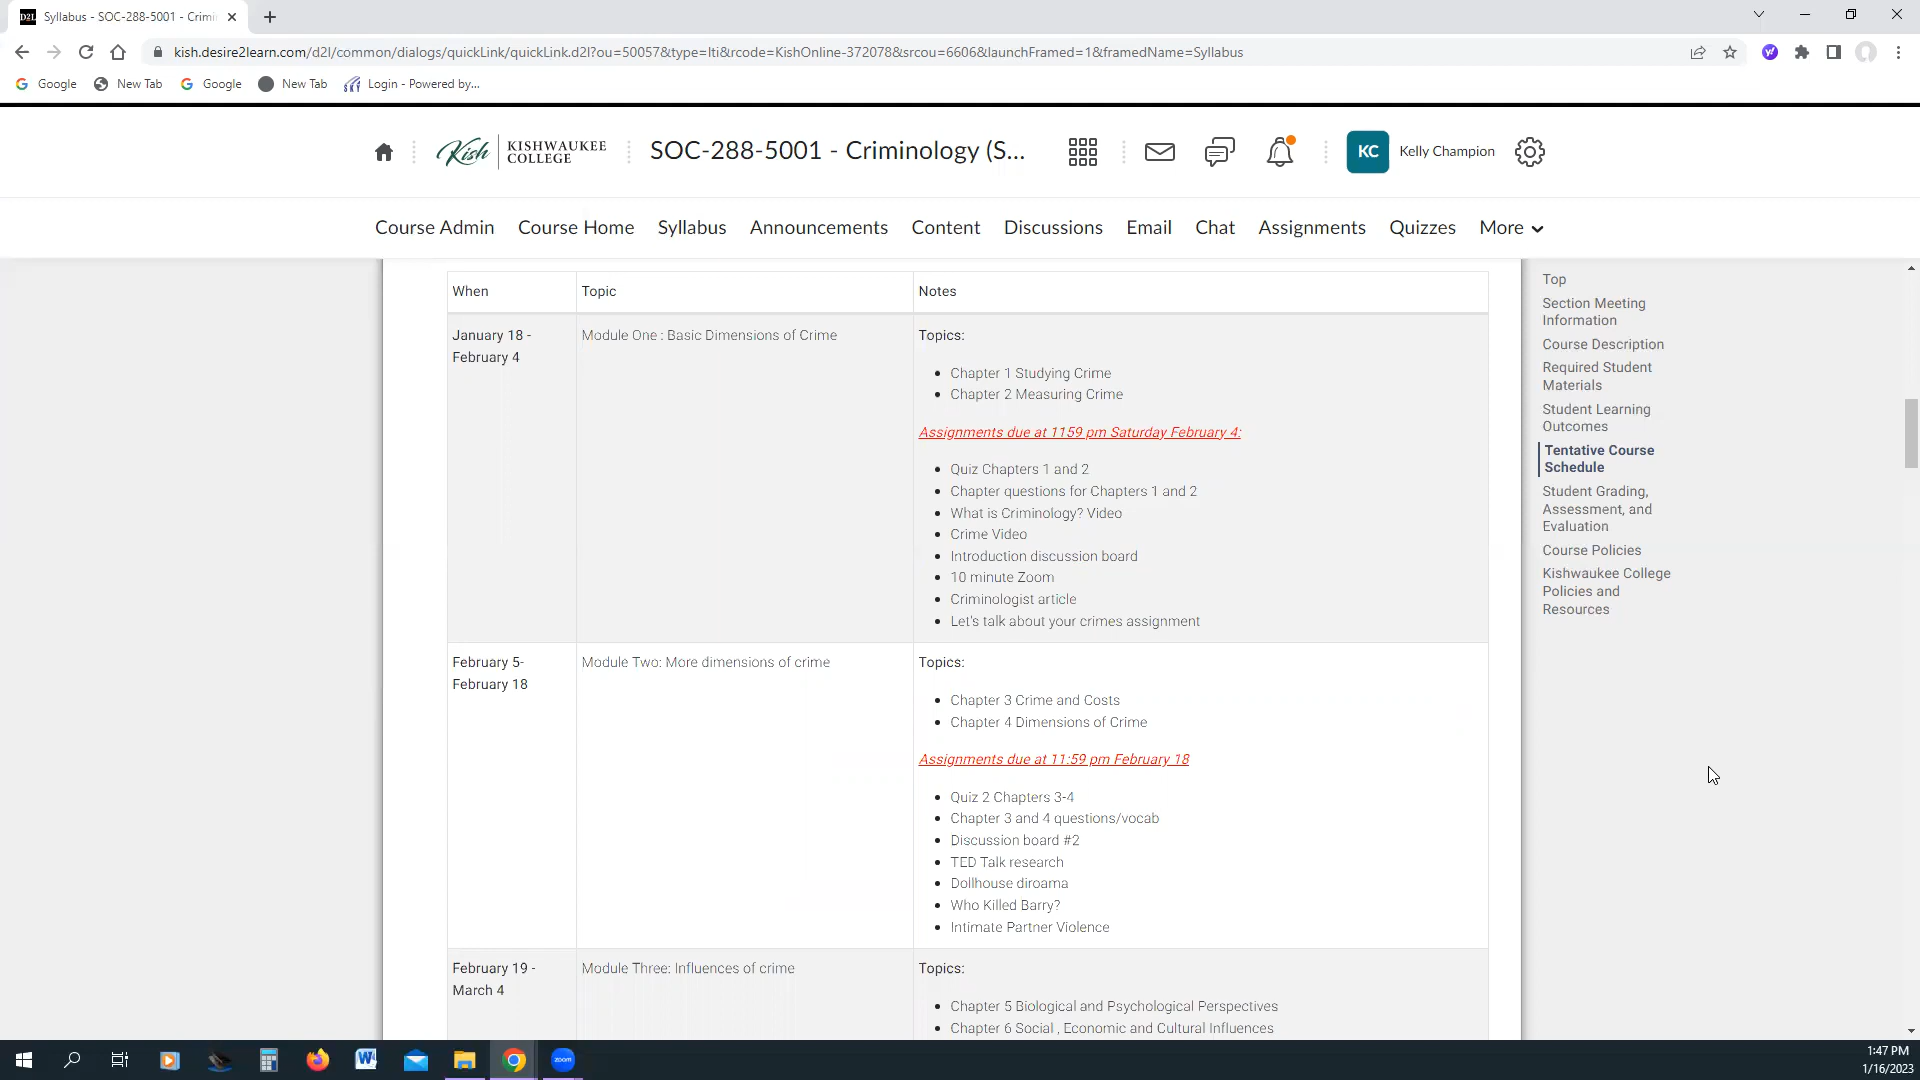 Syllabus - SOC-288-5001 - Crimi
kish.desire2learn.com/d2l/common/dialogs/quickLink/quickLink.d2l?ou=50057&type=lti&rcode=KishOnline-372078&srcou=6606&launchFramed=1&framedName=Syllabus
Google New Tab Google New Tab Login - Powered by...
Kish KISHWAUKEE COLLEGE SOC-288-5001 - Criminology (S... KC Kelly Champion
Course Admin Course Home Syllabus Announcements Content Discussions Email Chat Assignments Quizzes More
When Topic Notes
January 18 -
February 4
Module One : Basic Dimensions of Crime
Topics:
Chapter 1 Studying Crime
Chapter 2 Measuring Crime
Assignments due at 1159 pm Saturday February 4:
Quiz Chapters 1 and 2
Chapter questions for Chapters 1 and 2
What is Criminology? Video
Crime Video
Introduction discussion board
10 minute Zoom
Criminologist article
Let's talk about your crimes assignment
February 5-
February 18
Module Two: More dimensions of crime
Topics:
Chapter 3 Crime and Costs
Chapter 4 Dimensions of Crime
Assignments due at 11:59 pm February 18
Quiz 2 Chapters 3-4
Chapter 3 and 4 questions/vocab
Discussion board #2
TED Talk research
Dollhouse diroama
Who Killed Barry?
Intimate Partner Violence
February 19 -
March 4
Module Three: Influences of crime
Topics:
Chapter 5 Biological and Psychological Perspectives
Chapter 6 Social , Economic and Cultural Influences
Top
Section Meeting
Information
Course Description
Required Student
Materials
Student Learning
Outcomes
Tentative Course
Schedule
Student Grading,
Assessment, and
Evaluation
Course Policies
Kishwaukee College
Policies and
Resources
zoom
1:47 PM
1/16/2023